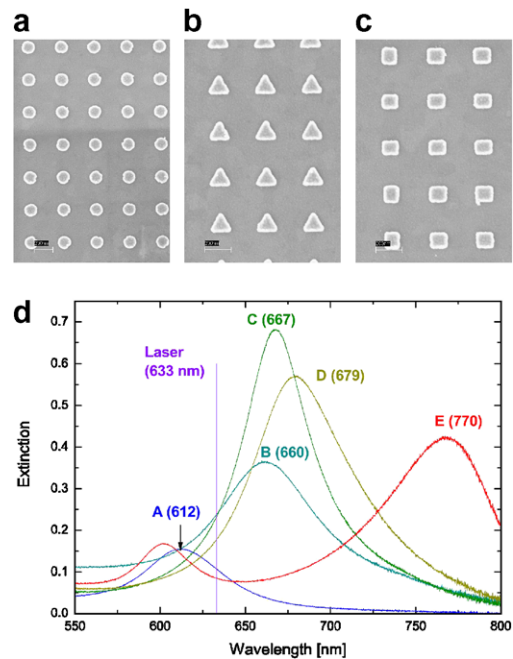 a
b
c
d
C (667)
Laser
(633 nm)
D (679)
E (770)
B (660)
A (612)
Extinction
0.7
0.6
0.5
0.4
0.3
0.2
0.1
0.0
550
600
650
700
750
800
Wavelength [nm]